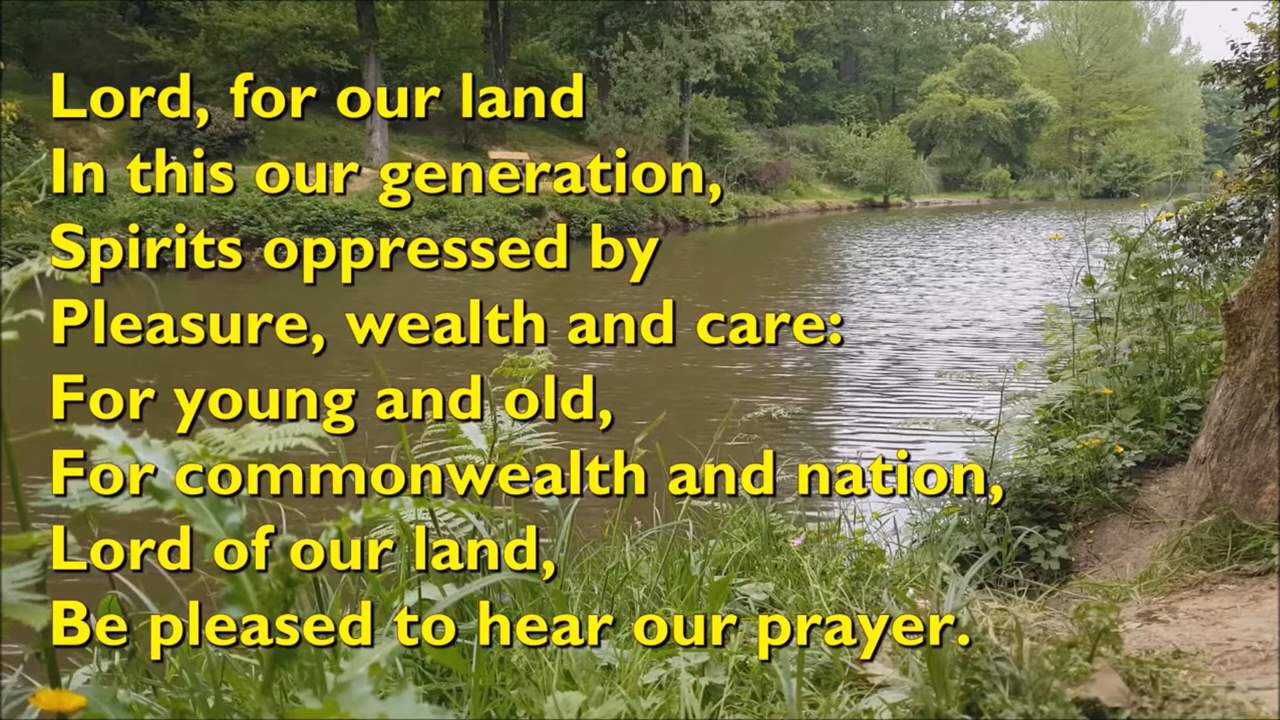 Lord, for our land
In this our generation,
Spirits oppressed by
Pleasure, wealth and care:
For young and old,
For commonwealth and nation,
Lord of our land,
Be pleased to hear our prayer.